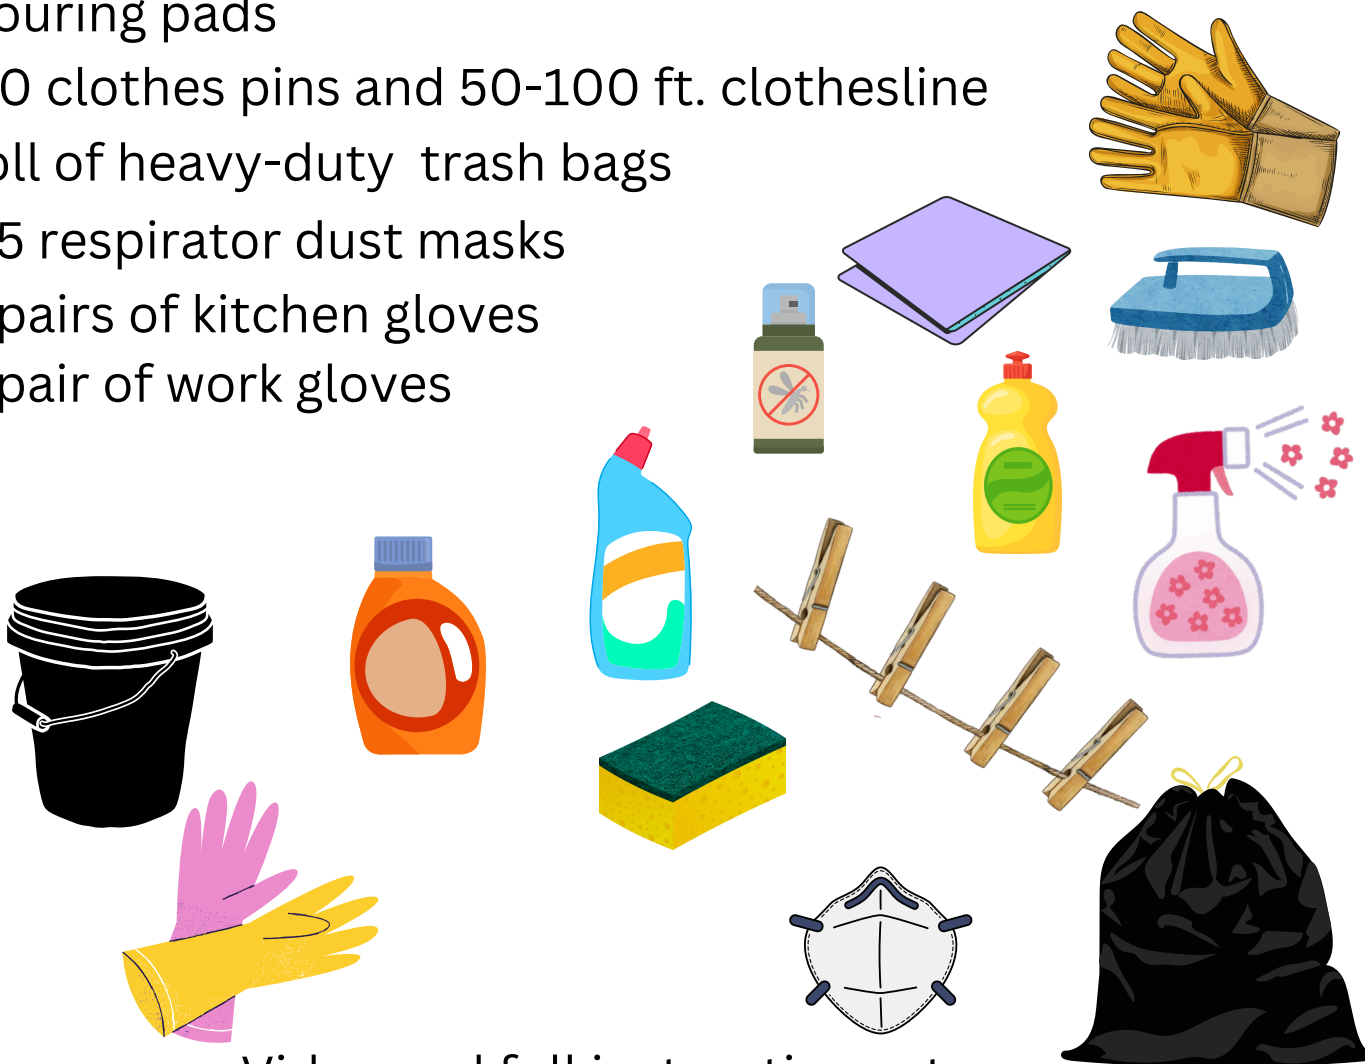 ouring pads
0 clothes pins and 50-100 ft. clothesline
oll of heavy-duty trash bags
5 respirator dust masks
pairs of kitchen gloves
pair of work gloves